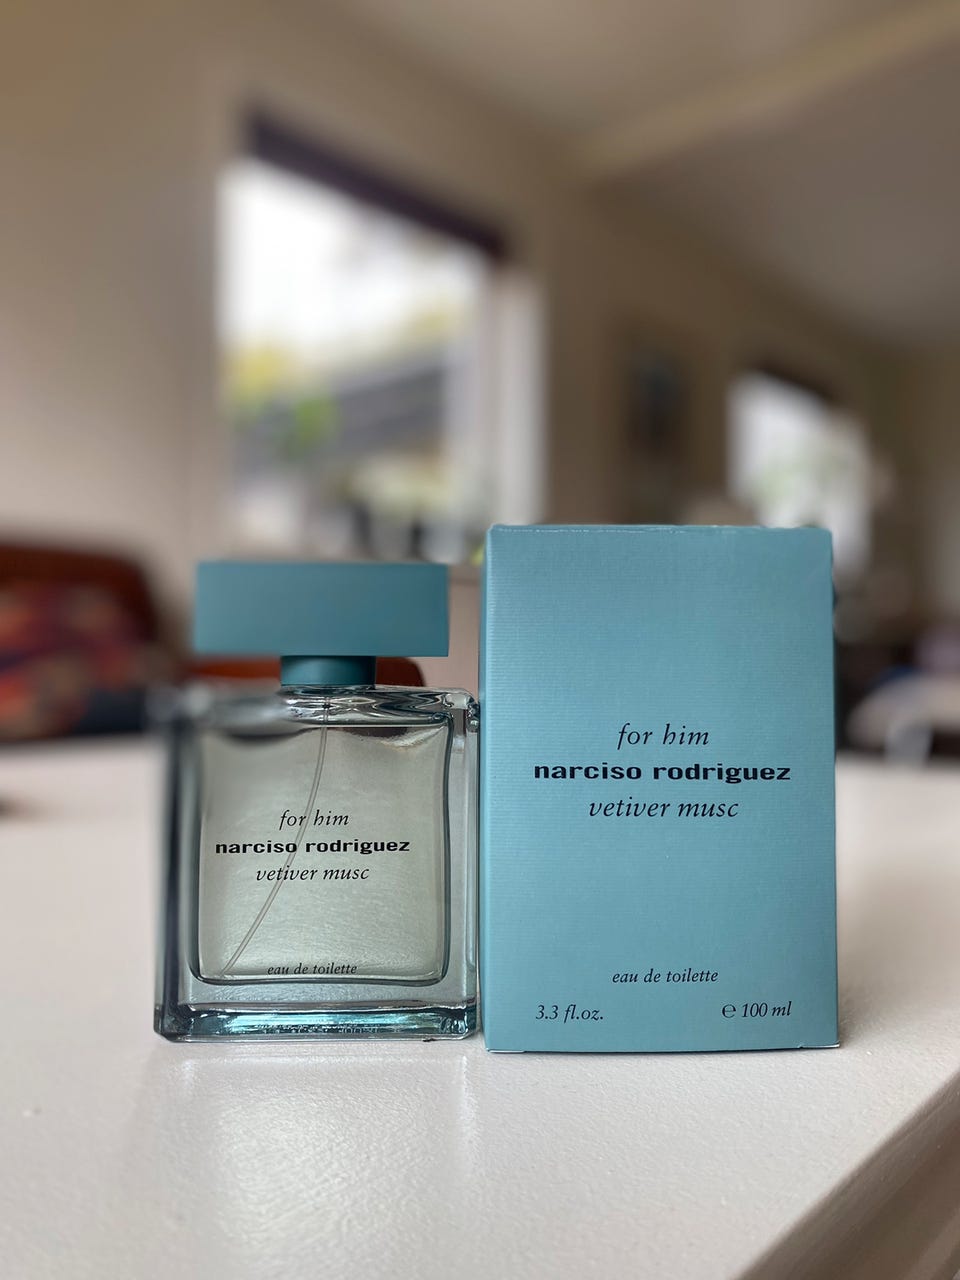 for him
narciso rodriguez
vetiver musc
eau de toilette
for him
narciso rodriguez
vetiver musc
eau de toilette
3.3 fl.oz.
℮ 100 ml